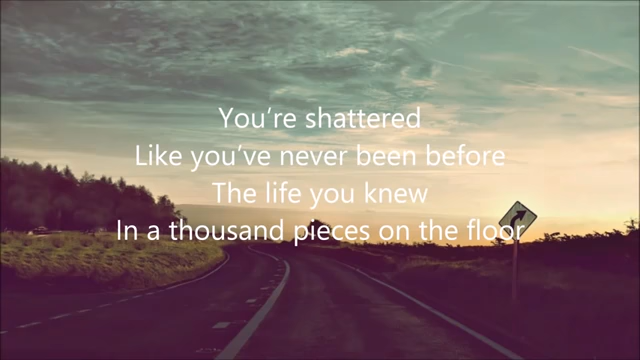 You're shattered
Like you've never been before
The life you knew
In a thousand pieces on the floor